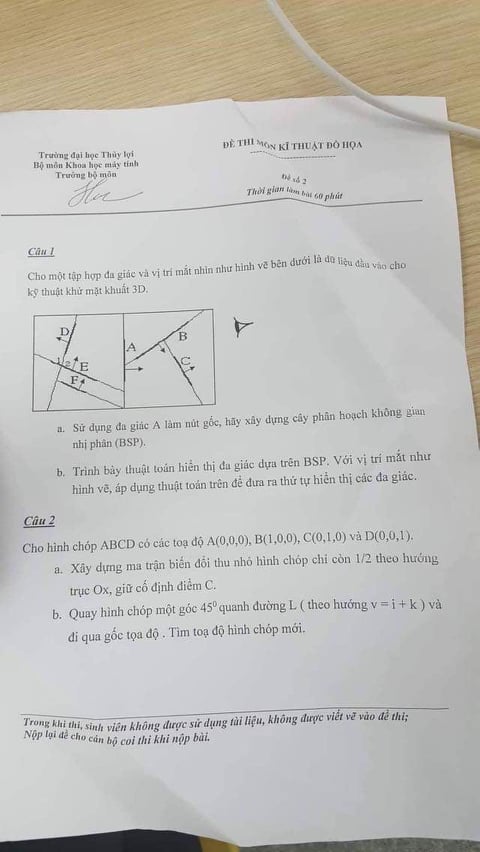 Trường đại học Thủy lợi
Bộ môn Khoa học máy tính
Trưởng bộ môn
ĐỀ THI MÔN KĨ THUẬT ĐỒ HỌA
Đề số 2
Thời gian làm bài 60 phút
Câu 1
Cho một tập hợp đa giác và vị trí mắt nhìn như hình vẽ bên dưới là dữ liệu đầu vào cho
kỹ thuật khử mặt khuất 3D.
D
E
F
1
2
A
B
C
a. Sử dụng đa giác A làm nút gốc, hãy xây dựng cây phân hoạch không gian
nhị phân (BSP).
b. Trình bày thuật toán hiển thị đa giác dựa trên BSP. Với vị trí mắt như
hình vẽ, áp dụng thuật toán trên để đưa ra thứ tự hiển thị các đa giác.
Câu 2
Cho hình chóp ABCD có các toạ độ A(0,0,0), B(1,0,0), C(0,1,0) và D(0,0,1).
a. Xây dựng ma trận biến đổi thu nhỏ hình chóp chỉ còn 1/2 theo hướng
trục Ox, giữ cố định điểm C.
b. Quay hình chóp một góc 45⁰ quanh đường L ( theo hướng v = i + k ) và
đi qua gốc tọa độ . Tìm toạ độ hình chóp mới.
Trong khi thi, sinh viên không được sử dụng tài liệu, không được viết vẽ vào đề thi;
Nộp lại đề cho cán bộ coi thi khi nộp bài.